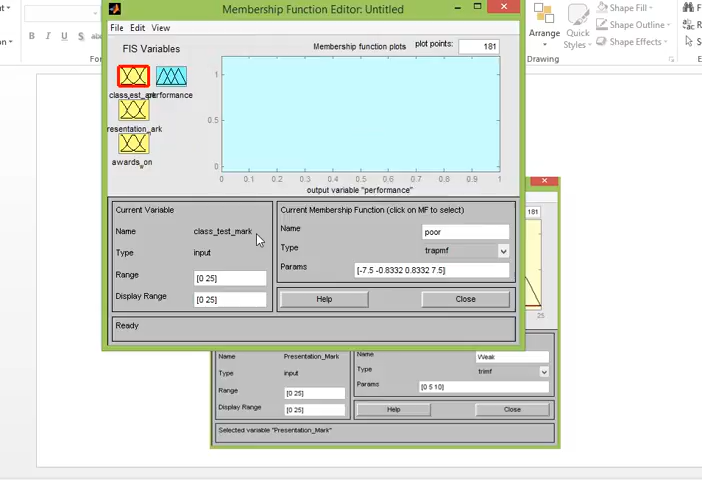 Membership Function Editor: Untitled
File Edit View
FIS Variables
Membership function plots plot points: 181
class_test_
performance
resentation_ark
awards_on
1
0.5
0
0 0.1 0.2 0.3 0.4 0.5 0.6 0.7 0.8 0.9 1
output variable "performance"
Current Variable
Name class_test_mark
Type input
Range [0 25]
Display Range [0 25]
Current Membership Function (click on MF to select)
Name poor
Type trapmf
Params [-7.5 -0.8332 0.8332 7.5]
Help Close
Ready
181
25
Name Presentation_Mark
Type input
Range [0 25]
Display Range [0 25]
Name Weak
Type trimf
Params [0 5 10]
Help Close
Selected variable "Presentation_Mark"
B I U S
Arrange
Quick
Styles
Shape Fill
Shape Outline
Shape Effects
Drawing
F
R
S
For